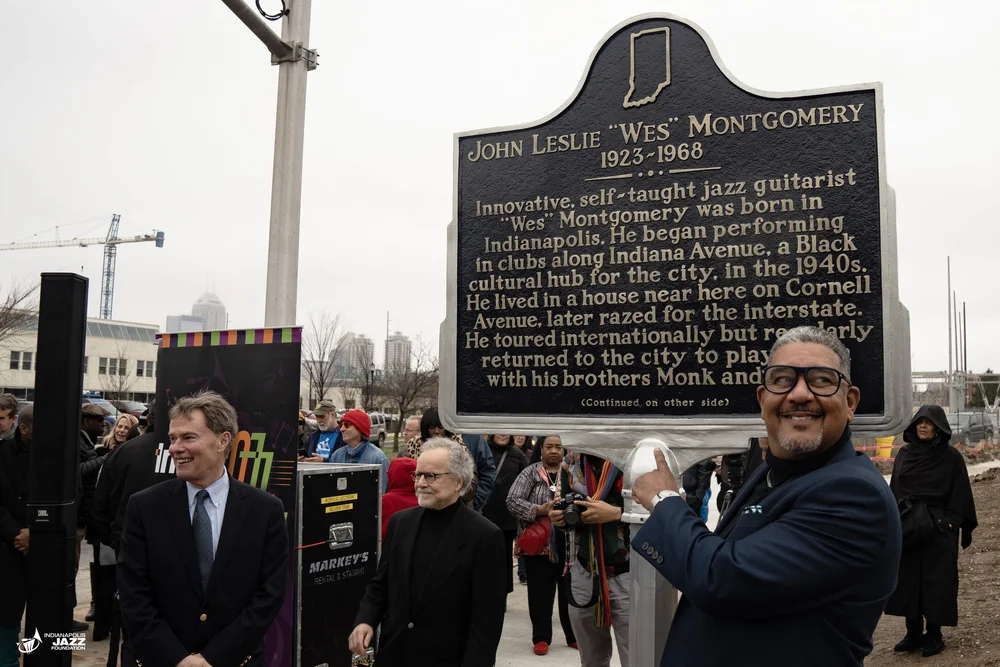 JOHN LESLIE "WES" MONTGOMERY
1923~1968
Innovative, self-taught jazz guitarist
"Wes" Montgomery was born in
Indianapolis. He began performing
in clubs along Indiana Avenue, a Black
cultural hub for the city, in the 1940s.
He lived in a house near here on Cornell
Avenue, later razed for the interstate.
He toured internationally but
returned to the city to play
with his brothers Monk and
(Continued on other side)
MARKEY'S
RENTAL & STAGING
JBL
INDIANAPOLIS
JAZZ
FOUNDATION